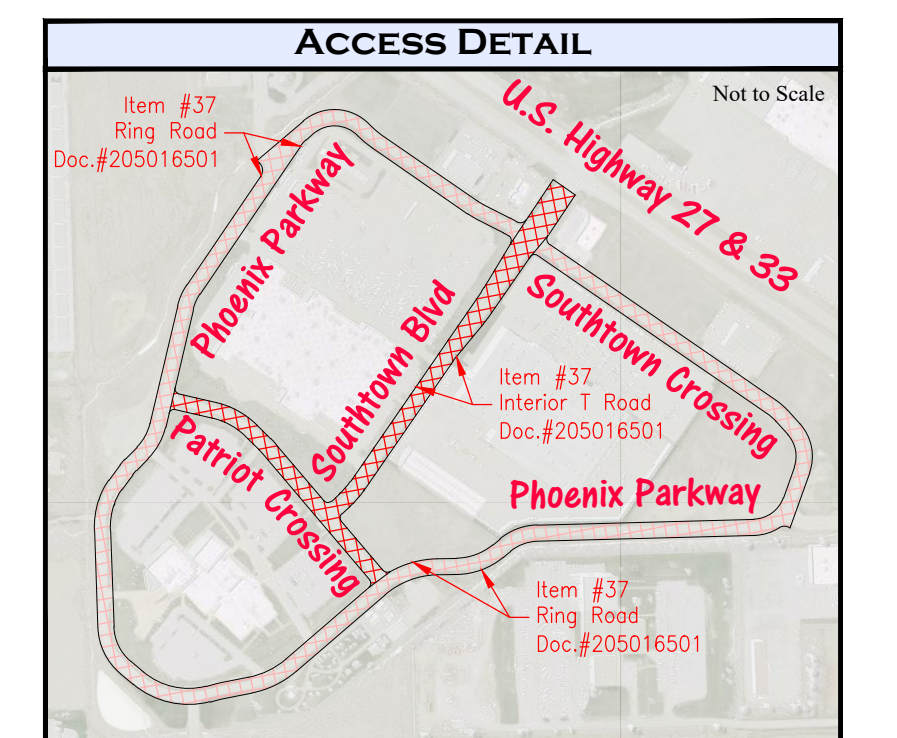 ACCESS DETAIL
Not to Scale
Item #37
Ring Road
Doc.#205016501
U.S. Highway 27 & 33
Phoenix Parkway
Southtown Blvd
Southtown Crossing
Item #37
Interior T Road
Doc.#205016501
Patriot Crossing
Phoenix Parkway
Item #37
Ring Road
Doc.#205016501